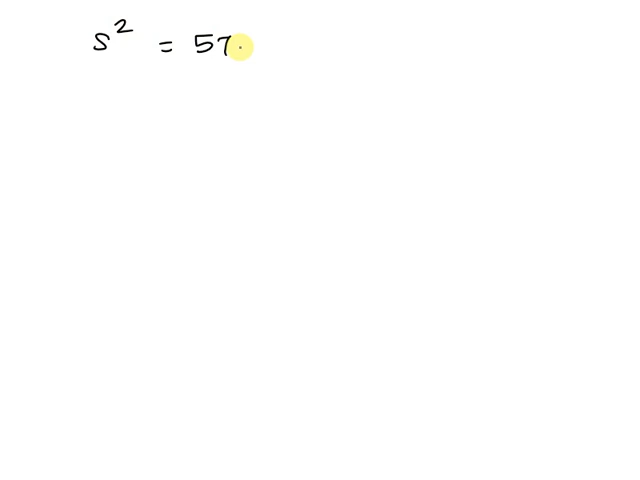 s² = 57.